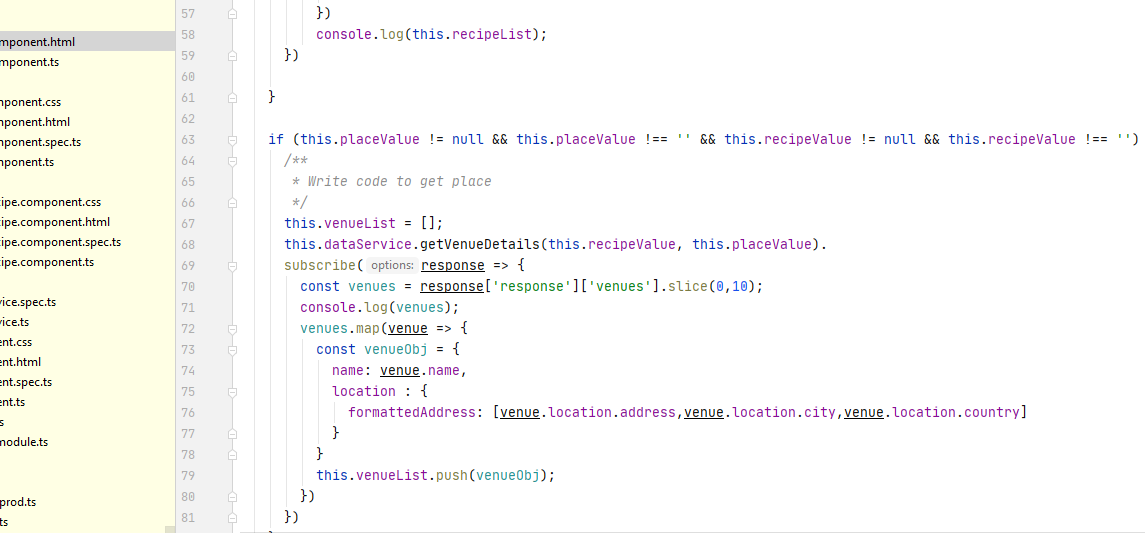 mponent.html
omponent.ts
mponent.css
mponent.html
mponent.spec.ts
mponent.ts
cipe.component.css
ipe.component.html
ipe.component.spec.ts
ipe.component.ts
vice.spec.ts
vice.ts
ent.css
ent.html
ent.spec.ts
ent.ts
s
module.ts
prod.ts
ts
57 })
58 console.log(this.recipeList);
59 })
60
61 }
62
63 if (this.placeValue != null && this.placeValue !== '' && this.recipeValue != null && this.recipeValue !== '')
64 /**
65 * Write code to get place
66 */
67 this.venueList = [];
68 this.dataService.getVenueDetails(this.recipeValue, this.placeValue).
69 subscribe( options: response => {
70 const venues = response['response']['venues'].slice(0,10);
71 console.log(venues);
72 venues.map(venue => {
73 const venueObj = {
74 name: venue.name,
75 location : {
76 formattedAddress: [venue.location.address,venue.location.city,venue.location.country]
77 }
78 }
79 this.venueList.push(venueObj);
80 })
81 })